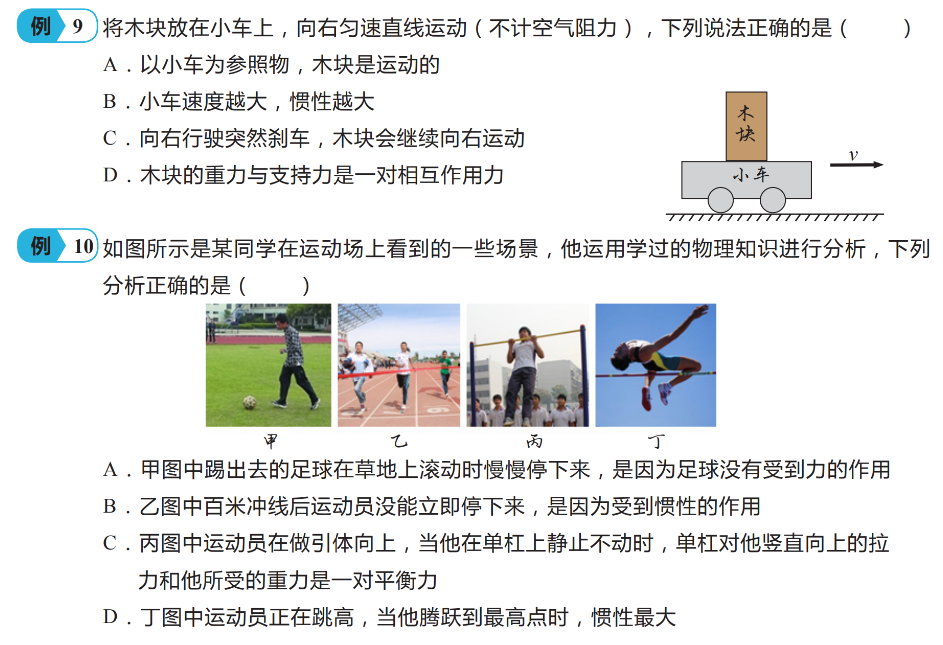 例 9 将木块放在小车上，向右匀速直线运动（不计空气阻力），下列说法正确的是（　　）
A．以小车为参照物，木块是运动的
B．小车速度越大，惯性越大
C．向右行驶突然刹车，木块会继续向右运动
D．木块的重力与支持力是一对相互作用力
木块
v
小车
例 10 如图所示是某同学在运动场上看到的一些场景，他运用学过的物理知识进行分析，下列
分析正确的是（　　）
甲 乙 丙 丁
A．甲图中踢出去的足球在草地上滚动时慢慢停下来，是因为足球没有受到力的作用
B．乙图中百米冲线后运动员没能立即停下来，是因为受到惯性的作用
C．丙图中运动员在做引体向上，当他在单杠上静止不动时，单杠对他竖直向上的拉
力和他所受的重力是一对平衡力
D．丁图中运动员正在跳高，当他腾跃到最高点时，惯性最大